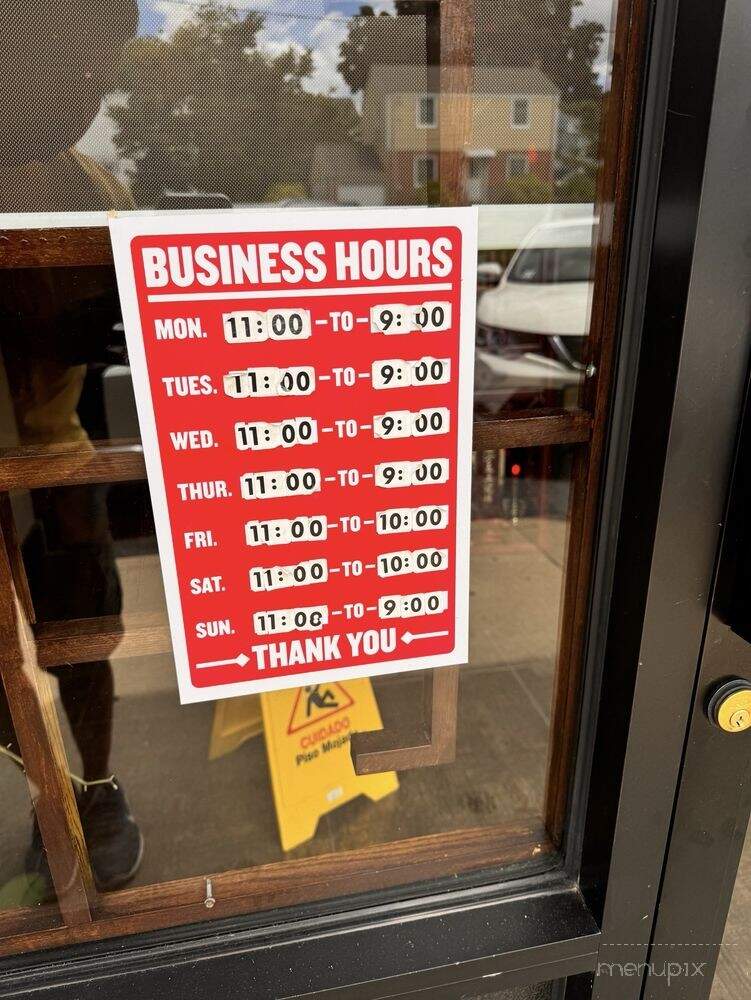 BUSINESS HOURS
MON. 11:00 -TO- 9:00
TUES. 11:00 -TO- 9:00
WED. 11:00 -TO- 9:00
THUR. 11:00 -TO- 9:00
FRI. 11:00 -TO- 10:00
SAT. 11:00 -TO- 10:00
SUN. 11:00 -TO- 9:00
THANK YOU
CUIDADO
Piso Mojado
menupix